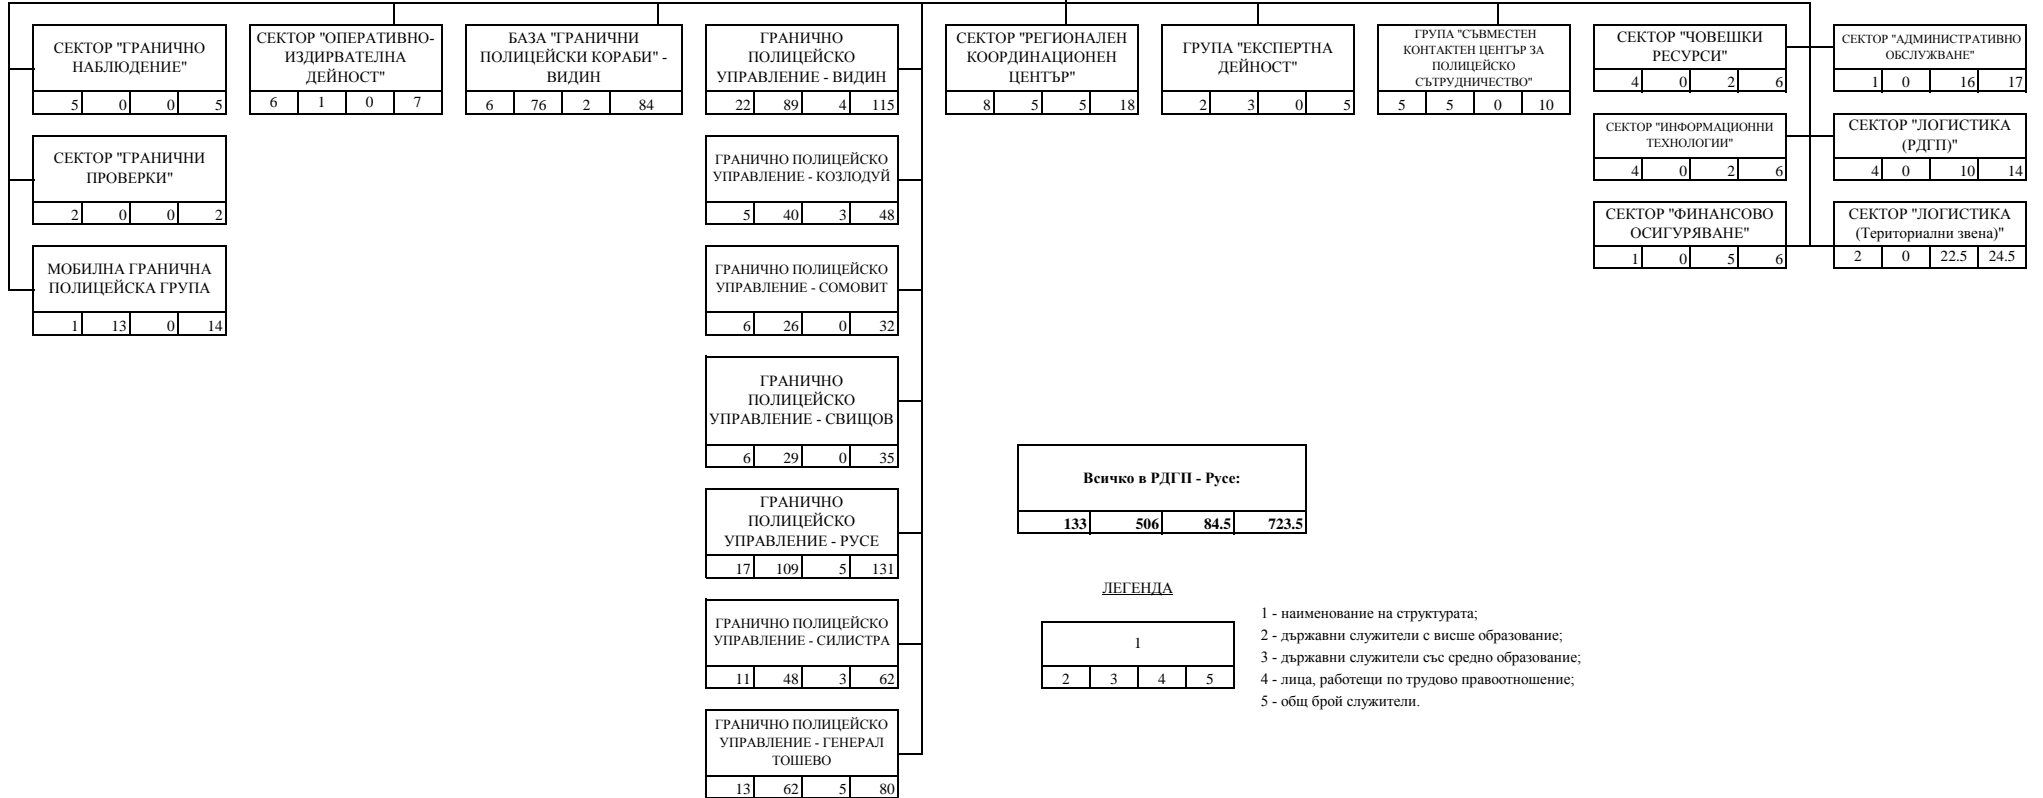 СЕКТОР "ГРАНИЧНО
НАБЛЮДЕНИЕ"
5 0 0 5
СЕКТОР "ГРАНИЧНИ
ПРОВЕРКИ"
2 0 0 2
МОБИЛНА ГРАНИЧНА
ПОЛИЦЕЙСКА ГРУПА
1 13 0 14
СЕКТОР "ОПЕРАТИВНО-
ИЗДИРВАТЕЛНА
ДЕЙНОСТ"
6 1 0 7
БАЗА "ГРАНИЧНИ
ПОЛИЦЕЙСКИ КОРАБИ" -
ВИДИН
6 76 2 84
ГРАНИЧНО
ПОЛИЦЕЙСКО
УПРАВЛЕНИЕ - ВИДИН
22 89 4 115
ГРАНИЧНО ПОЛИЦЕЙСКО
УПРАВЛЕНИЕ - КОЗЛОДУЙ
5 40 3 48
ГРАНИЧНО ПОЛИЦЕЙСКО
УПРАВЛЕНИЕ - СОМОВИТ
6 26 0 32
ГРАНИЧНО
ПОЛИЦЕЙСКО
УПРАВЛЕНИЕ - СВИЩОВ
6 29 0 35
ГРАНИЧНО
ПОЛИЦЕЙСКО
УПРАВЛЕНИЕ - РУСЕ
17 109 5 131
ГРАНИЧНО ПОЛИЦЕЙСКО
УПРАВЛЕНИЕ - СИЛИСТРА
11 48 3 62
ГРАНИЧНО ПОЛИЦЕЙСКО
УПРАВЛЕНИЕ - ГЕНЕРАЛ
ТОШЕВО
13 62 5 80
СЕКТОР "РЕГИОНАЛЕН
КООРДИНАЦИОНЕН
ЦЕНТЪР"
8 5 5 18
ГРУПА "ЕКСПЕРТНА
ДЕЙНОСТ"
2 3 0 5
ГРУПА "СЪВМЕСТЕН
КОНТАКТЕН ЦЕНТЪР ЗА
ПОЛИЦЕЙСКО
СЪТРУДНИЧЕСТВО"
5 5 0 10
СЕКТОР "ЧОВЕШКИ
РЕСУРСИ"
4 0 2 6
СЕКТОР "ИНФОРМАЦИОННИ
ТЕХНОЛОГИИ"
4 0 2 6
СЕКТОР "ФИНАНСОВО
ОСИГУРЯВАНЕ"
1 0 5 6
СЕКТОР "АДМИНИСТРАТИВНО
ОБСЛУЖВАНЕ"
1 0 16 17
СЕКТОР "ЛОГИСТИКА
(РДГП)"
4 0 10 14
СЕКТОР "ЛОГИСТИКА
(Териториални звена)"
2 0 22.5 24.5
Всичко в РДГП - Русе:
133 506 84.5 723.5
ЛЕГЕНДА
1
2 3 4 5
1 - наименование на структурата;
2 - държавни служители с висше образование;
3 - държавни служители със средно образование;
4 - лица, работещи по трудово правоотношение;
5 - общ брой служители.